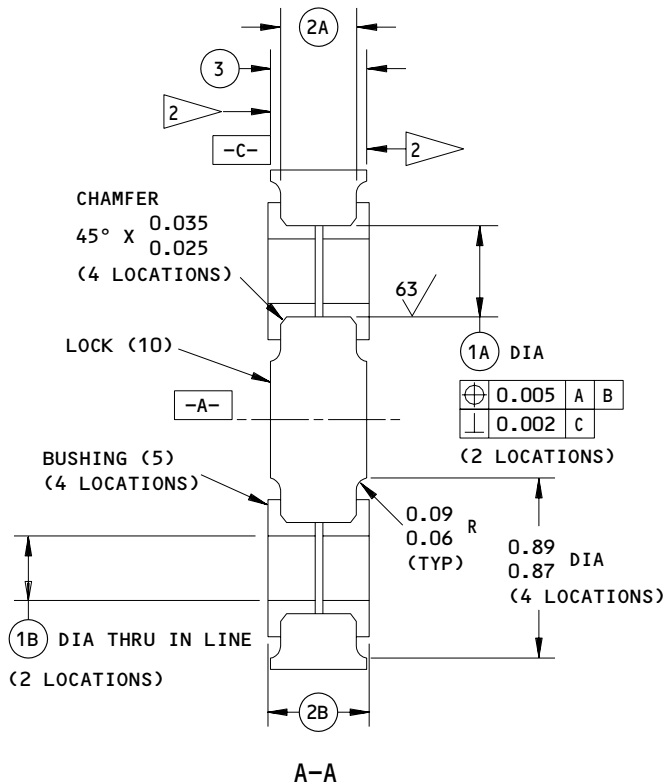 2A
3
2
-C-
2
CHAMFER
45° X 0.035
0.025
(4 LOCATIONS)
63
LOCK (10)
1A DIA
-A-
⌖ 0.005 A B
⊥ 0.002 C
(2 LOCATIONS)
BUSHING (5)
(4 LOCATIONS)
0.09
0.06 R
(TYP)
0.89
0.87 DIA
(4 LOCATIONS)
1B DIA THRU IN LINE
(2 LOCATIONS)
2B
A-A